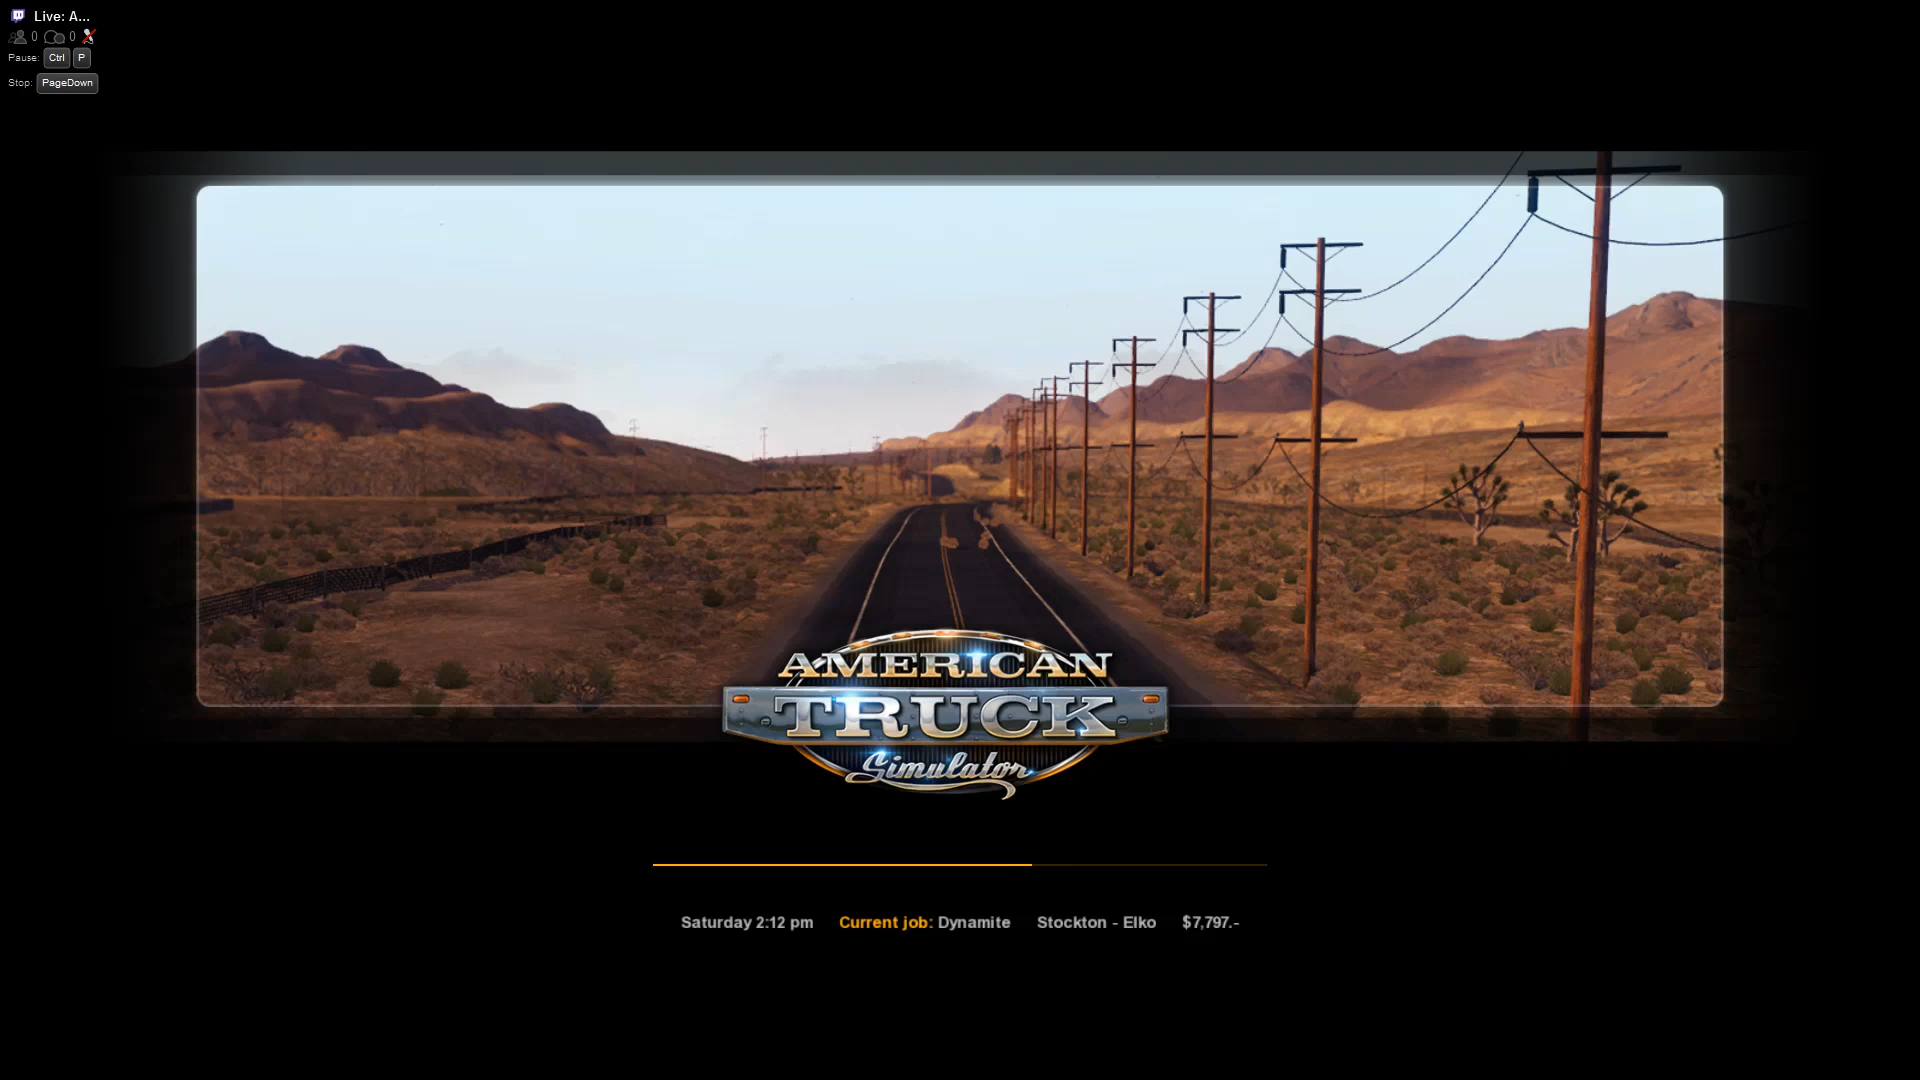 Live: A...
0 0
Pause: Ctrl P
Stop: PageDown
AMERICAN
TRUCK
Simulator
Saturday 2:12 pm Current job: Dynamite Stockton - Elko $7,797.-